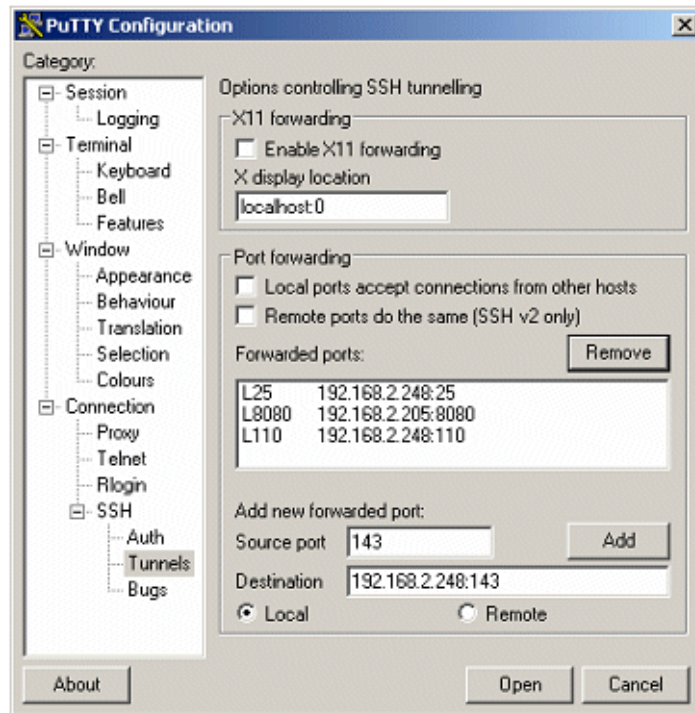 PuTTY Configuration
Category:
Session
Logging
Terminal
Keyboard
Bell
Features
Window
Appearance
Behaviour
Translation
Selection
Colours
Connection
Proxy
Telnet
Rlogin
SSH
Auth
Tunnels
Bugs
Options controlling SSH tunnelling
X11 forwarding
Enable X11 forwarding
X display location
localhost:0
Port forwarding
Local ports accept connections from other hosts
Remote ports do the same (SSH v2 only)
Forwarded ports: Remove
L25 192.168.2.248:25
L8080 192.168.2.205:8080
L110 192.168.2.248:110
Add new forwarded port:
Source port 143 Add
Destination 192.168.2.248:143
Local Remote
About Open Cancel